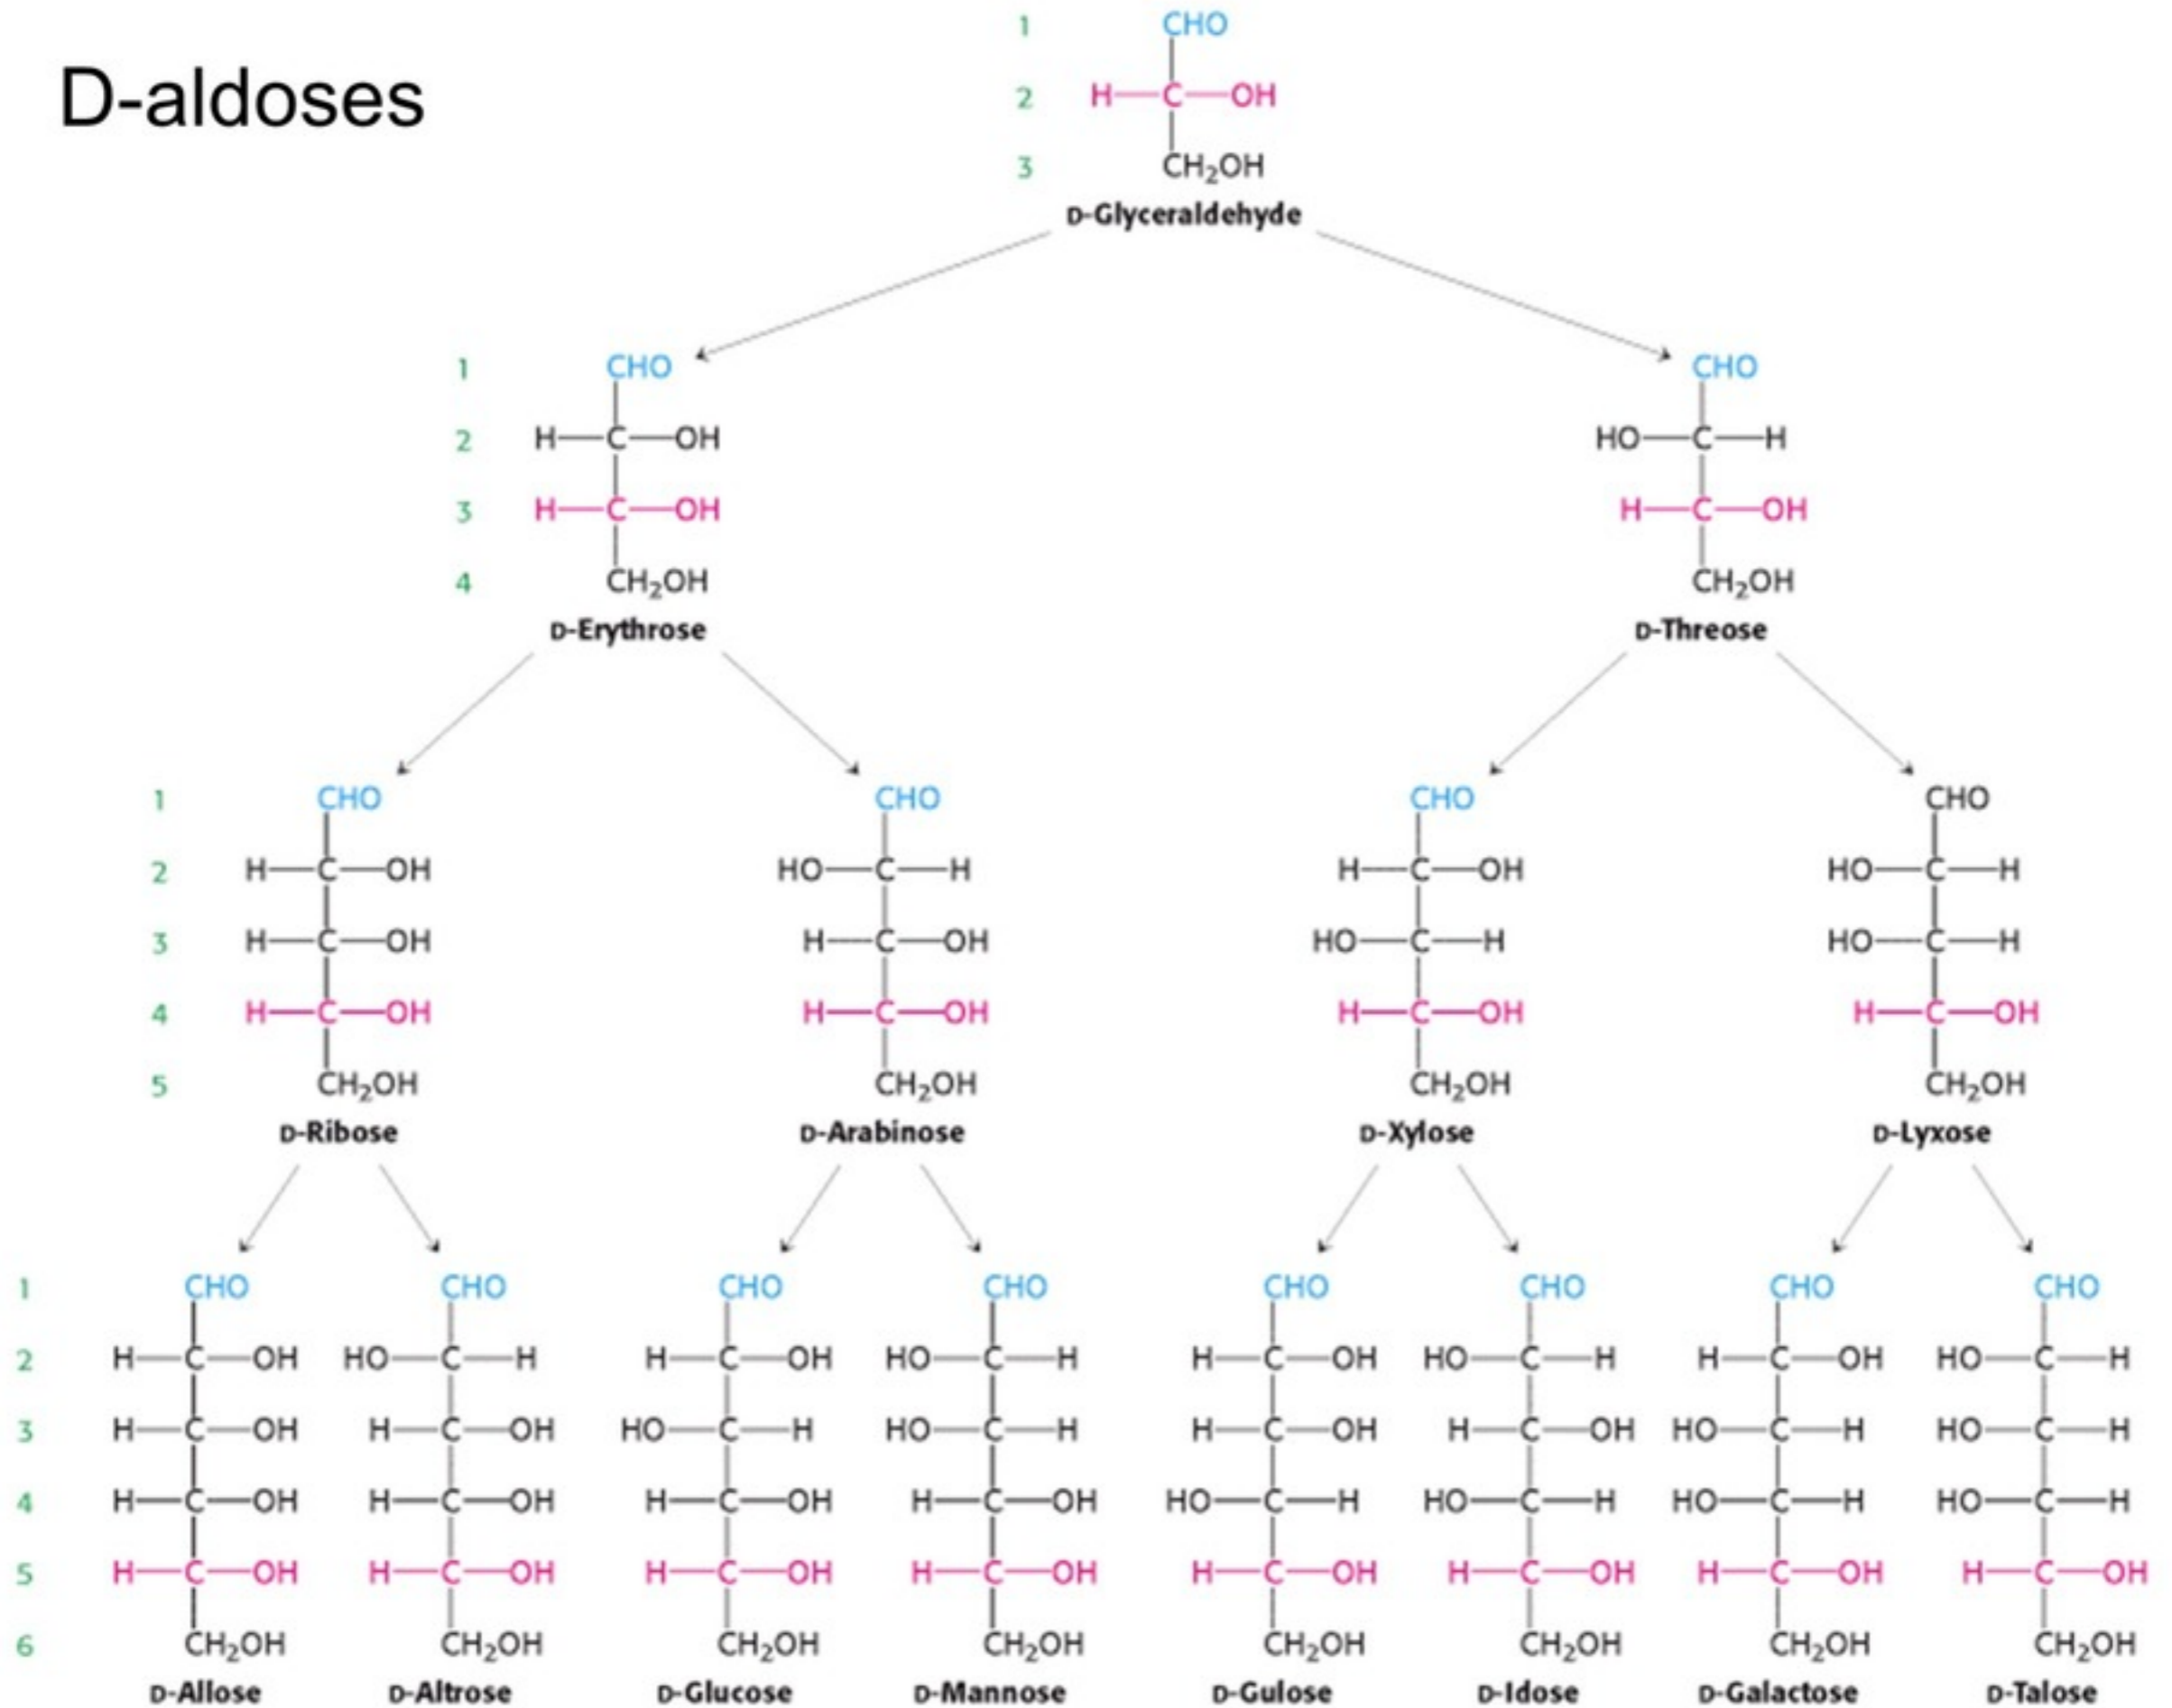 D-aldoses
1 CHO
2 H—C—OH
3 CH₂OH
D-Glyceraldehyde
1 CHO CHO
2 H—C—OH HO—C—H
3 H—C—OH H—C—OH
4 CH₂OH CH₂OH
D-Erythrose D-Threose
1 CHO CHO CHO CHO
2 H—C—OH HO—C—H H—C—OH HO—C—H
3 H—C—OH H—C—OH HO—C—H HO—C—H
4 H—C—OH H—C—OH H—C—OH H—C—OH
5 CH₂OH CH₂OH CH₂OH CH₂OH
D-Ribose D-Arabinose D-Xylose D-Lyxose
1 CHO CHO CHO CHO CHO CHO CHO CHO
2 H—C—OH HO—C—H H—C—OH HO—C—H H—C—OH HO—C—H H—C—OH HO—C—H
3 H—C—OH H—C—OH HO—C—H HO—C—H H—C—OH H—C—OH HO—C—H HO—C—H
4 H—C—OH H—C—OH H—C—OH H—C—OH HO—C—H HO—C—H HO—C—H HO—C—H
5 H—C—OH H—C—OH H—C—OH H—C—OH H—C—OH H—C—OH H—C—OH H—C—OH
6 CH₂OH CH₂OH CH₂OH CH₂OH CH₂OH CH₂OH CH₂OH CH₂OH
D-Allose D-Altrose D-Glucose D-Mannose D-Gulose D-Idose D-Galactose D-Talose